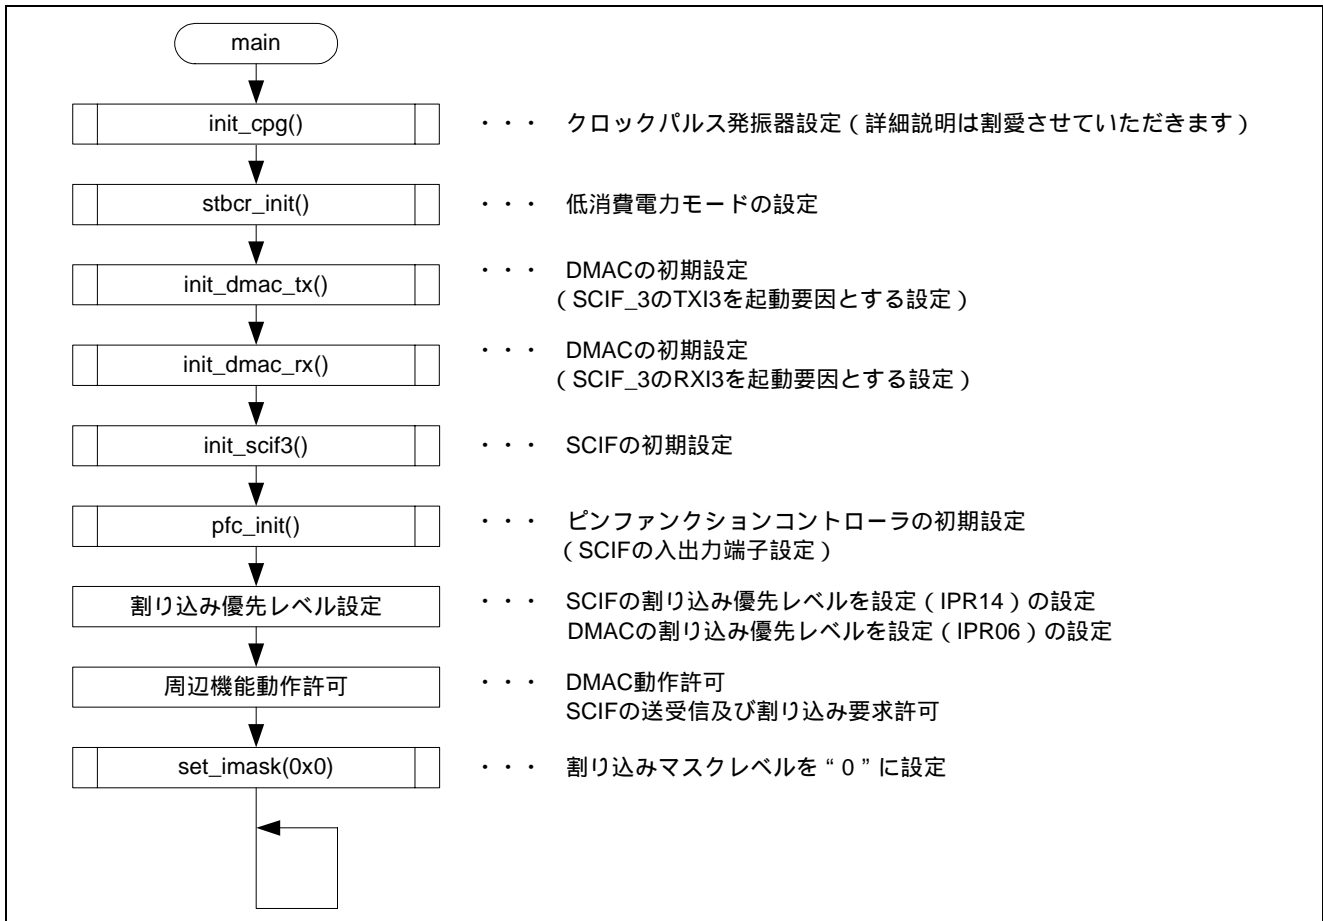 main
init_cpg() ・・・ クロックパルス発振器設定(詳細説明は割愛させていただきます)
stbcr_init() ・・・ 低消費電力モードの設定
init_dmac_tx() ・・・ DMACの初期設定
(SCIF_3のTXI3を起動要因とする設定)
init_dmac_rx() ・・・ DMACの初期設定
(SCIF_3のRXI3を起動要因とする設定)
init_scif3() ・・・ SCIFの初期設定
pfc_init() ・・・ ピンファンクションコントローラの初期設定
(SCIFの入出力端子設定)
割り込み優先レベル設定 ・・・ SCIFの割り込み優先レベルを設定(IPR14)の設定
DMACの割り込み優先レベルを設定(IPR06)の設定
周辺機能動作許可 ・・・ DMAC動作許可
SCIFの送受信及び割り込み要求許可
set_imask(0x0) ・・・ 割り込みマスクレベルを“0”に設定